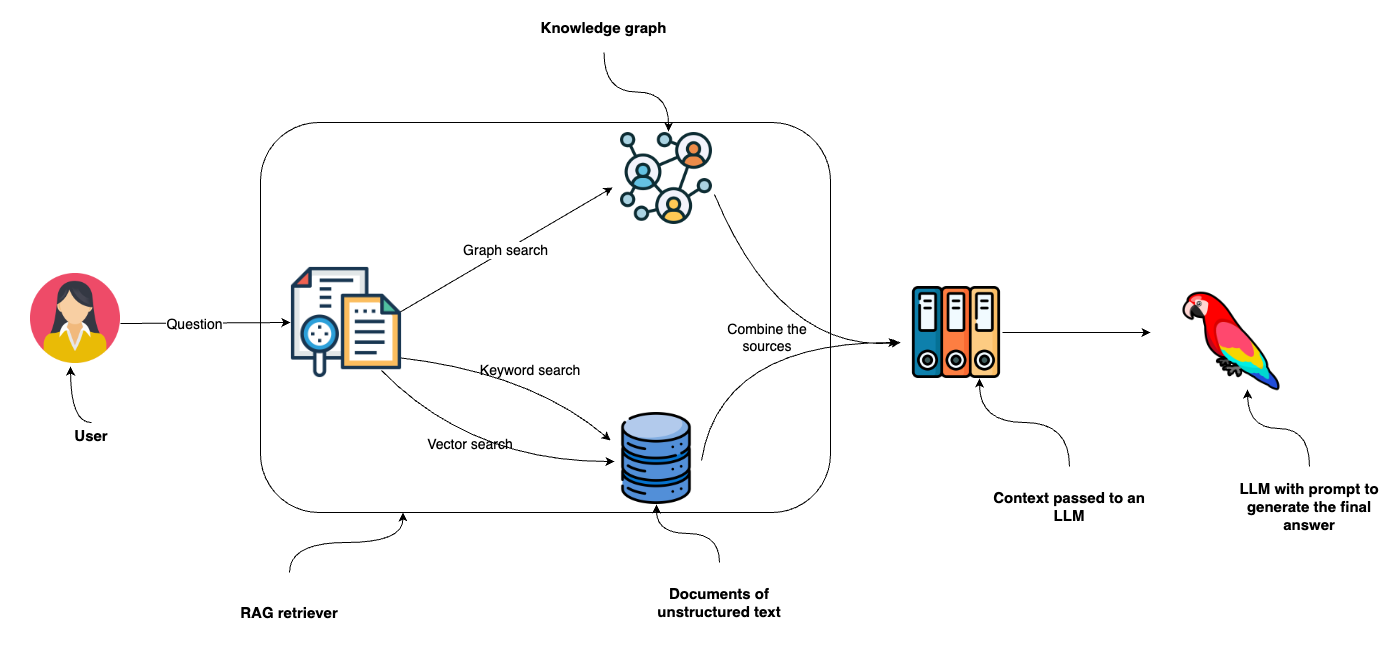 Knowledge graph
Graph search
Question
Combine the
sources
Keyword search
User
Vector search
Context passed to an
LLM
LLM with prompt to
generate the final
answer
RAG retriever
Documents of
unstructured text